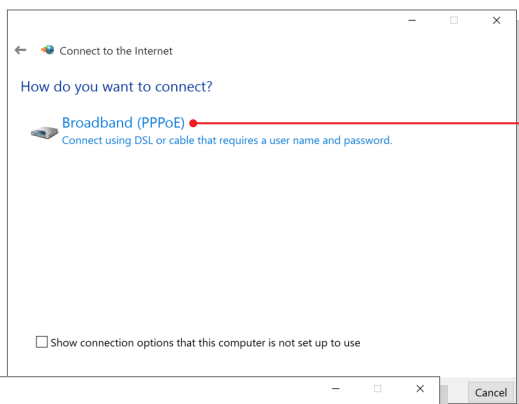 Connect to the Internet
How do you want to connect?
Broadband (PPPoE)
Connect using DSL or cable that requires a user name and password.
Show connection options that this computer is not set up to use
Cancel